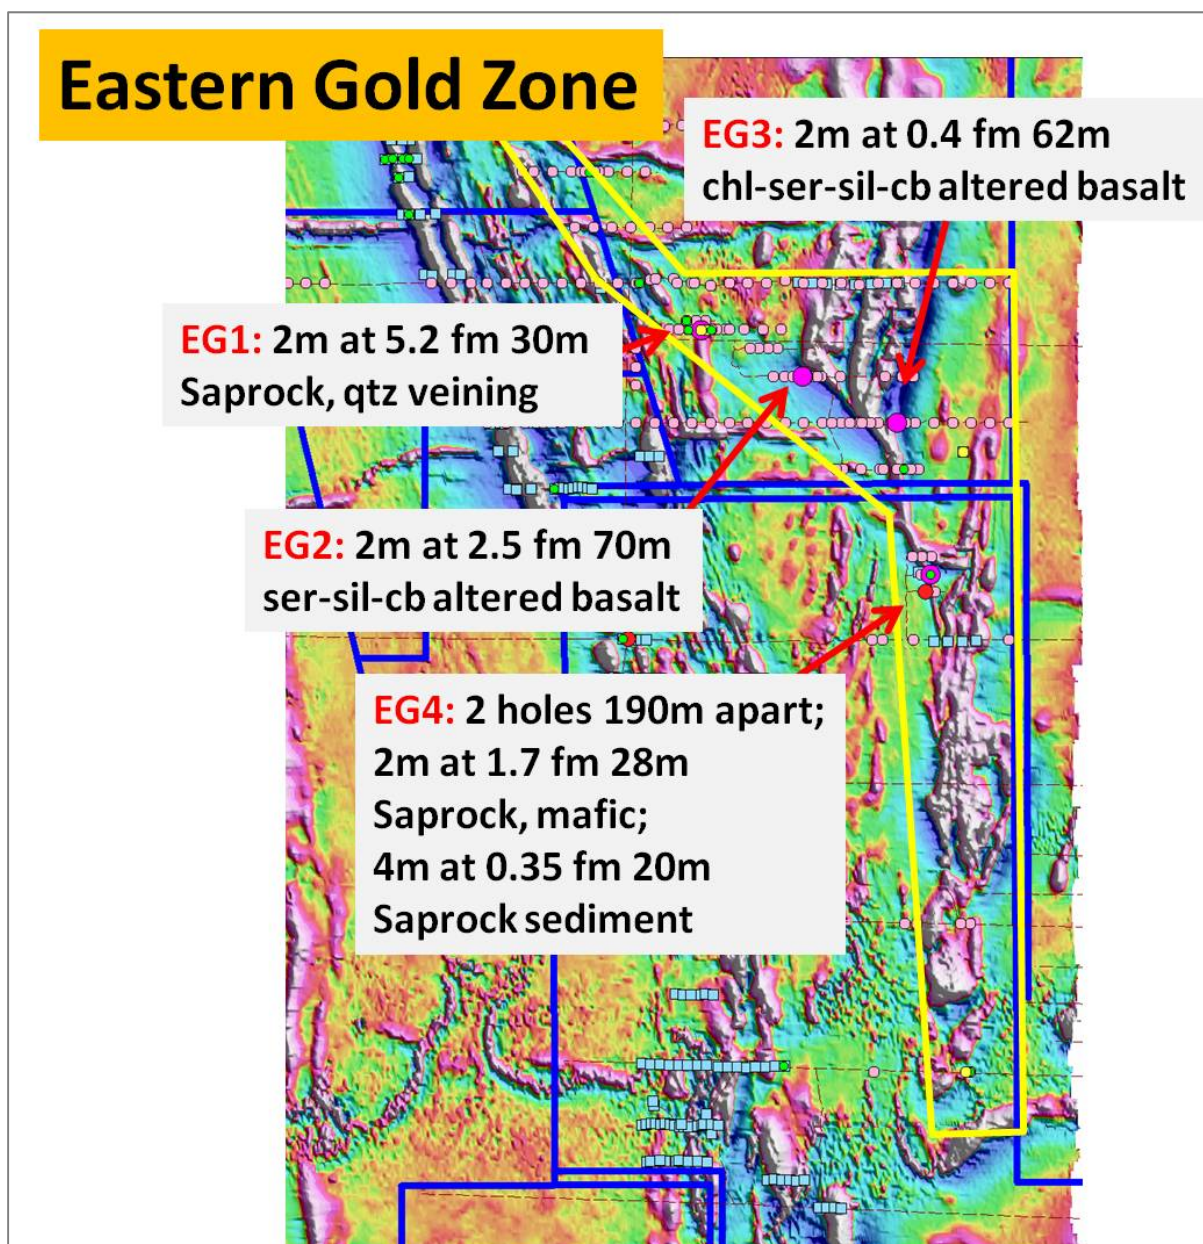 Eastern Gold Zone
EG3: 2m at 0.4 fm 62m
chl-ser-sil-cb altered basalt
EG1: 2m at 5.2 fm 30m
Saprock, qtz veining
EG2: 2m at 2.5 fm 70m
ser-sil-cb altered basalt
EG4: 2 holes 190m apart;
2m at 1.7 fm 28m
Saprock, mafic;
4m at 0.35 fm 20m
Saprock sediment